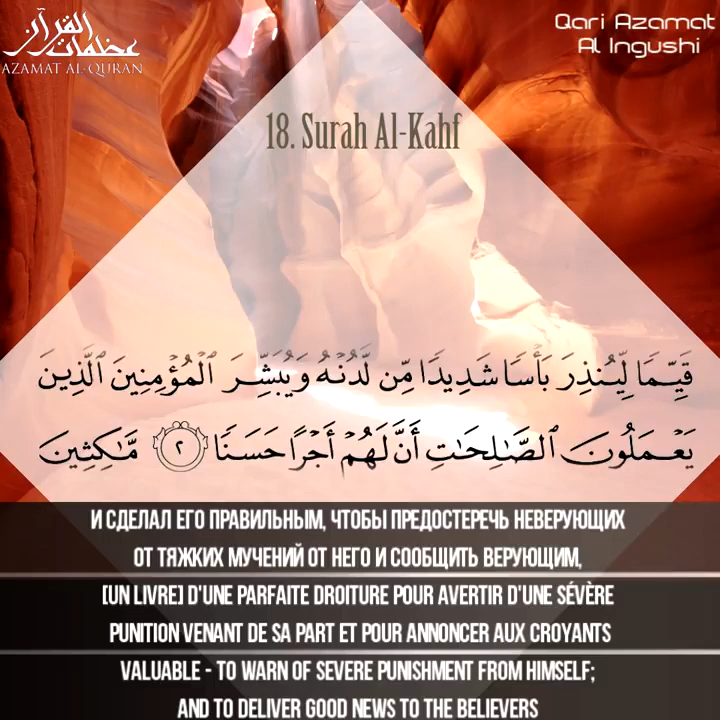 عظمات القرآن
AZAMAT AL-QURAN
Qari Azamat
Al Ingushi
18. Surah Al-Kahf
قَيِّمًا لِّيُنذِرَ بَأْسًا شَدِيدًا مِّن لَّدُنْهُ وَيُبَشِّرَ ٱلْمُؤْمِنِينَ ٱلَّذِينَ
يَعْمَلُونَ ٱلصَّٰلِحَٰتِ أَنَّ لَهُمْ أَجْرًا حَسَنًا ٢ مَّٰكِثِينَ
И СДЕЛАЛ ЕГО ПРАВИЛЬНЫМ, ЧТОБЫ ПРЕДОСТЕРЕЧЬ НЕВЕРУЮЩИХ
ОТ ТЯЖКИХ МУЧЕНИЙ ОТ НЕГО И СООБЩИТЬ ВЕРУЮЩИМ,
[UN LIVRE] D'UNE PARFAITE DROITURE POUR AVERTIR D'UNE SÉVÈRE
PUNITION VENANT DE SA PART ET POUR ANNONCER AUX CROYANTS
VALUABLE - TO WARN OF SEVERE PUNISHMENT FROM HIMSELF;
AND TO DELIVER GOOD NEWS TO THE BELIEVERS